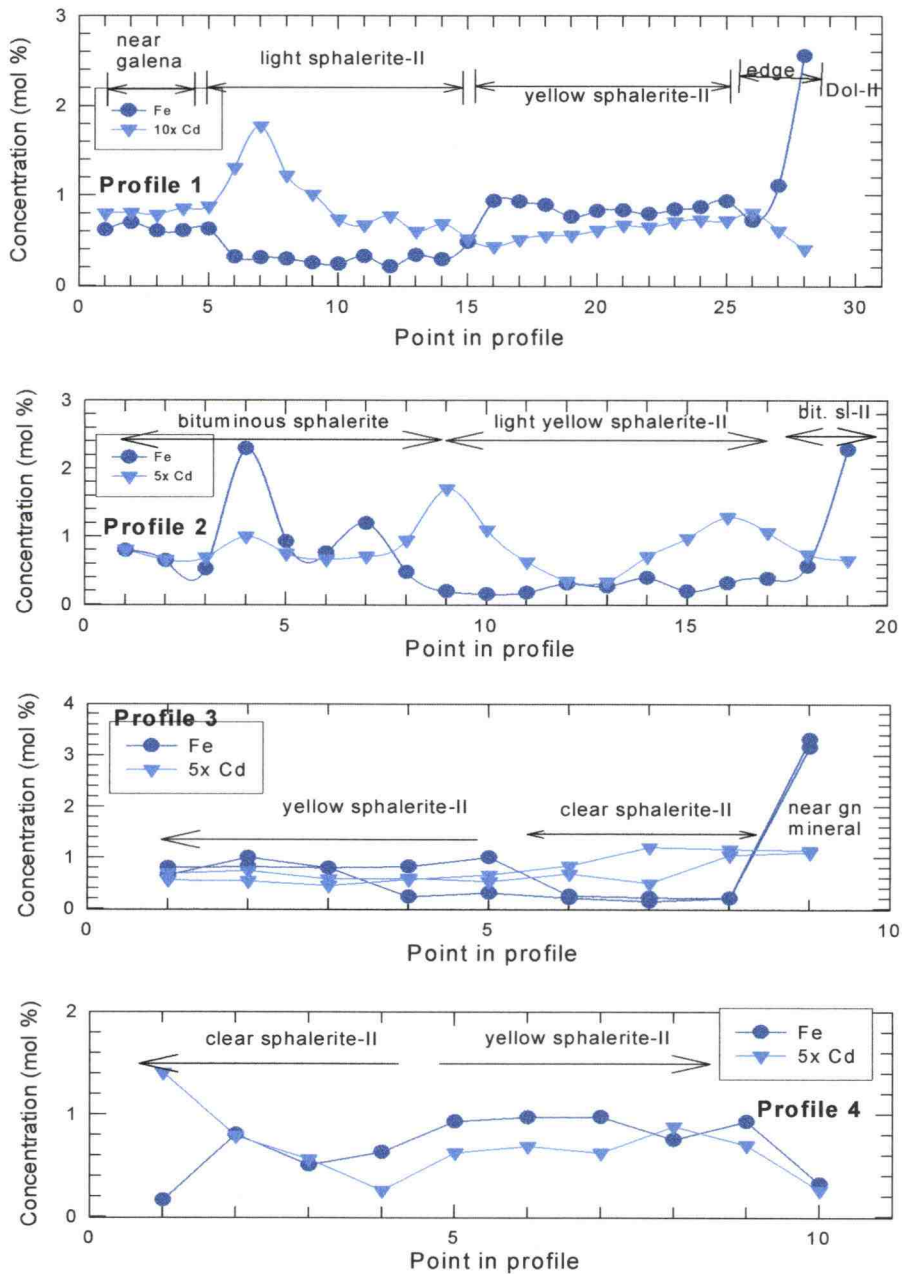 3
near
galena
light sphalerite-II
edge
Dol-II
Fe
10x Cd
yellow sphalerite-II
2
Profile 1
1
0
Concentration (mol %)
0 5 10 15 20 25 30
Point in profile
3
bituminous sphalerite
light yellow sphalerite-II
bit. sl-II
Fe
5x Cd
2
Profile 2
1
0
Concentration (mol %)
0 5 10 15 20
Point in profile
4
Profile 3
Fe
5x Cd
3
yellow sphalerite-II
clear sphalerite-II
near gn
mineral
2
1
0
Concentration (mol %)
0 5 10
Point in profile
2
clear sphalerite-II
yellow sphalerite-II
Fe
5x Cd
1
Profile 4
0
Concentration (mol %)
0 5 10
Point in profile